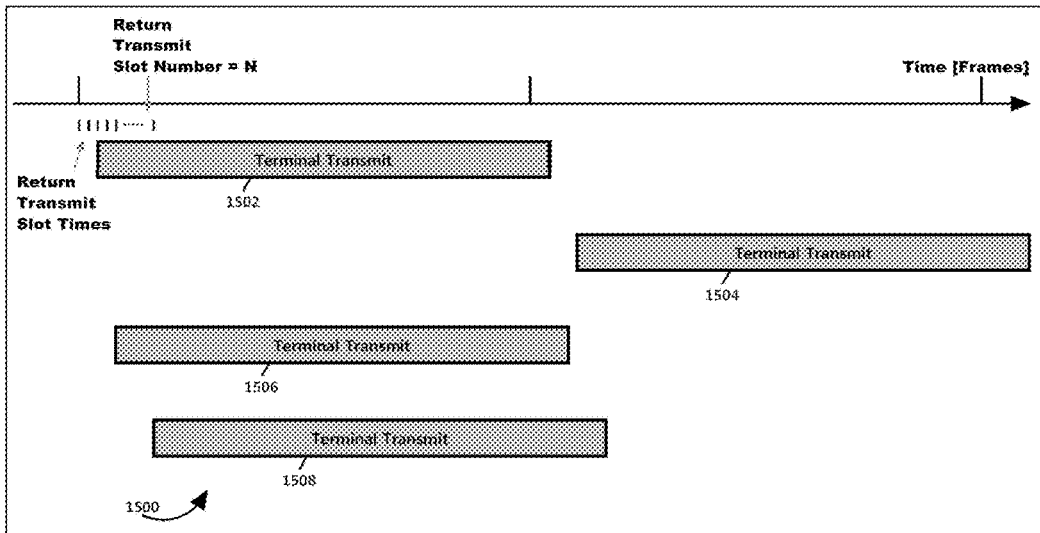 Return
Transmit
Slot Number = N
Time [Frames]
Terminal Transmit
1502
Return
Transmit
Slot Times
Terminal Transmit
1504
Terminal Transmit
1506
Terminal Transmit
1508
1500